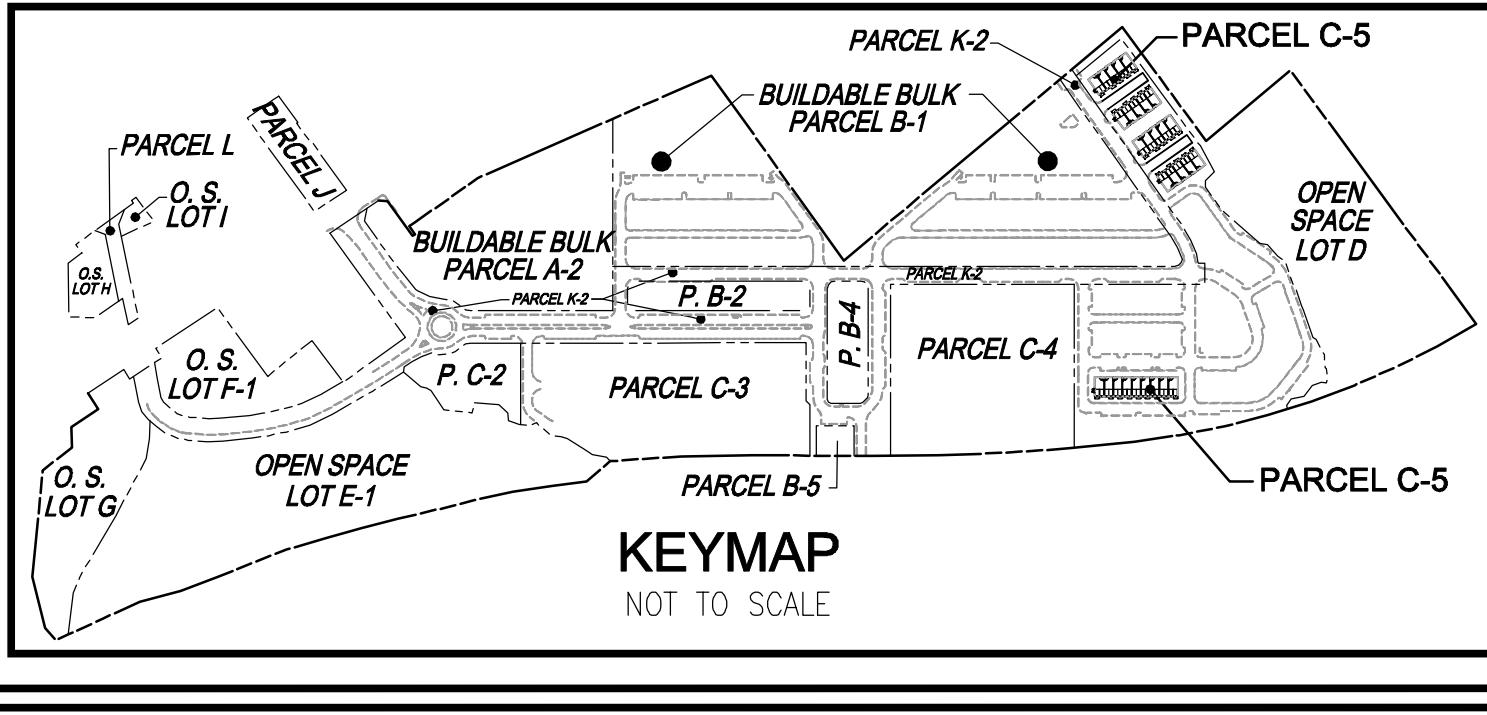 PARCEL K-2
PARCEL C-5
BUILDABLE BULK
PARCEL B-1
PARCEL J
PARCEL L
O. S.
LOT I
O.S.
LOT H
BUILDABLE BULK
PARCEL A-2
OPEN
SPACE
LOT D
PARCEL K-2
PARCEL K-2
P. B-2
P. B-4
O. S.
LOT F-1
P. C-2
PARCEL C-3
PARCEL C-4
O. S.
LOT G
OPEN SPACE
LOT E-1
PARCEL B-5
PARCEL C-5
KEYMAP
NOT TO SCALE